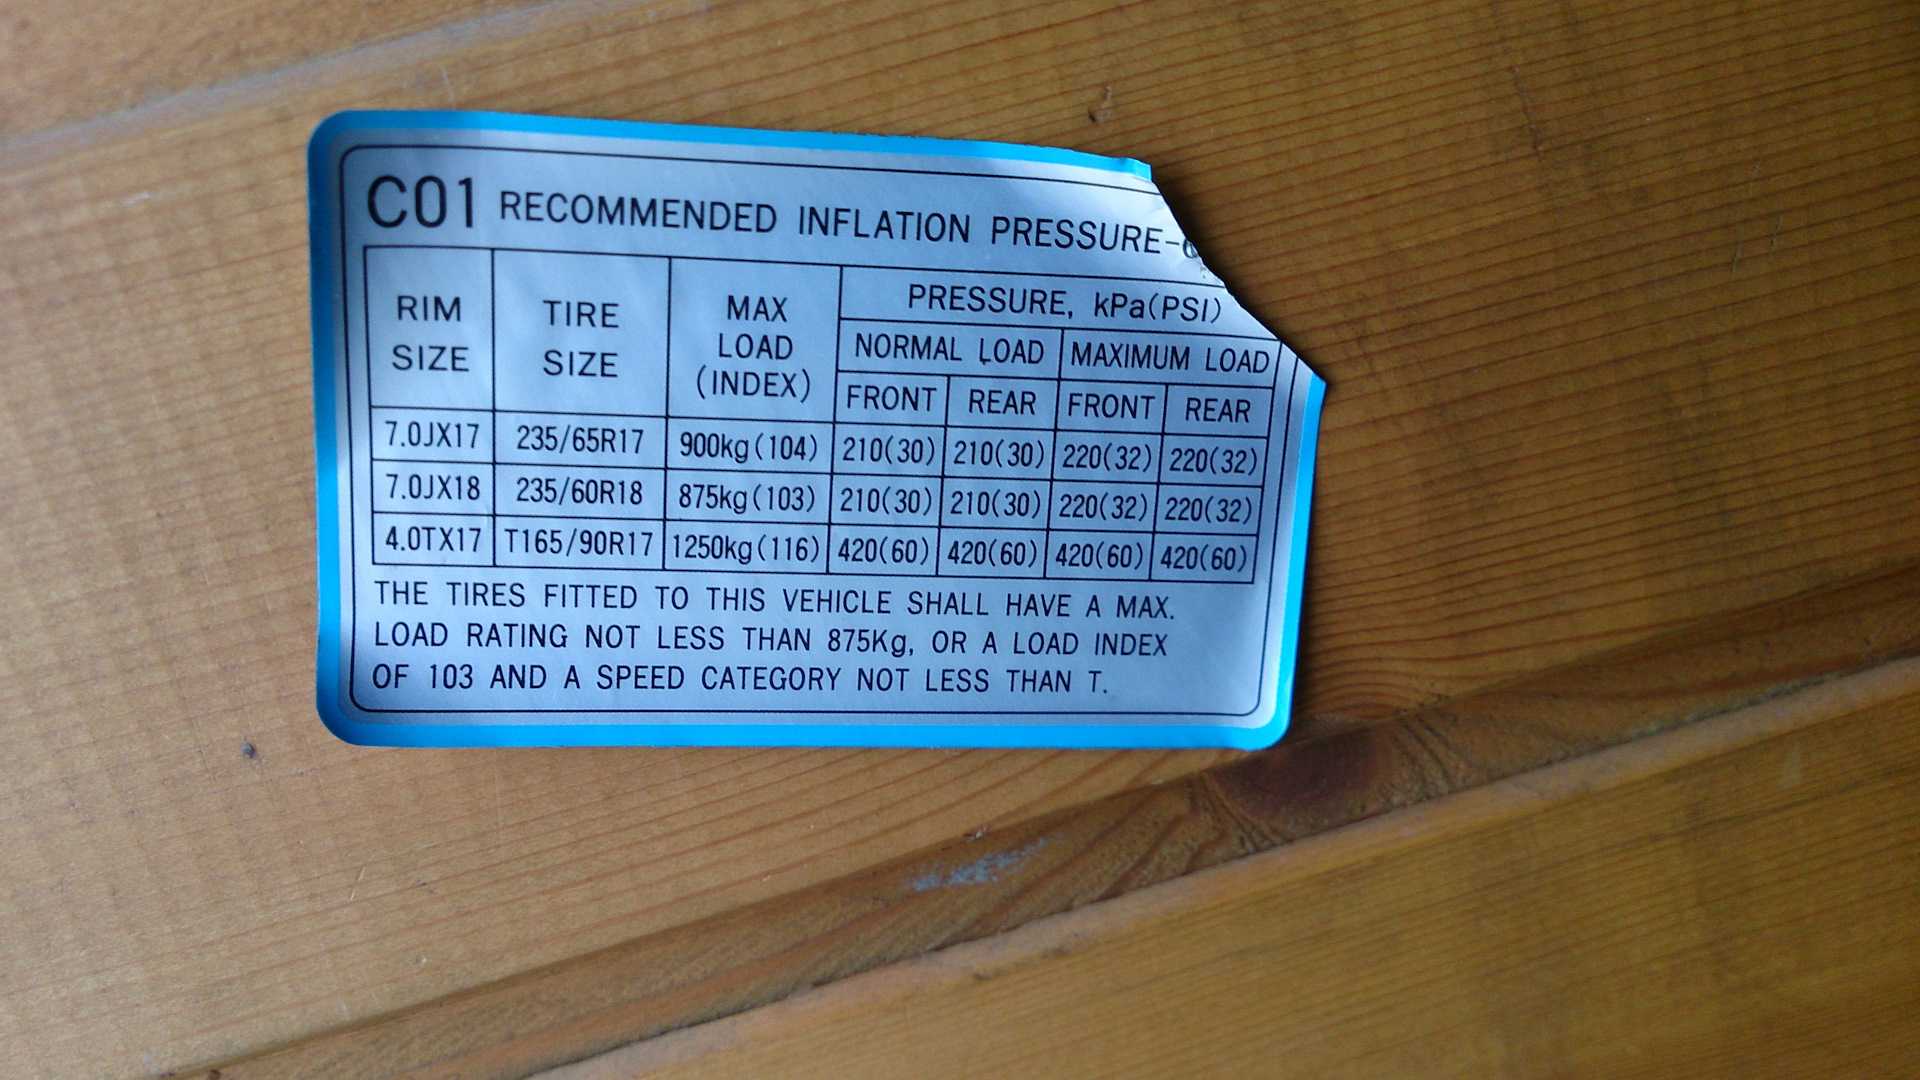 C01 RECOMMENDED INFLATION PRESSURE-
RIM SIZE TIRE SIZE MAX LOAD (INDEX) PRESSURE, kPa(PSI)
NORMAL LOAD MAXIMUM LOAD
FRONT REAR FRONT REAR
7.0JX17 235/65R17 900kg(104) 210(30) 210(30) 220(32) 220(32)
7.0JX18 235/60R18 875kg(103) 210(30) 210(30) 220(32) 220(32)
4.0TX17 T165/90R17 1250kg(116) 420(60) 420(60) 420(60) 420(60)
THE TIRES FITTED TO THIS VEHICLE SHALL HAVE A MAX.
LOAD RATING NOT LESS THAN 875Kg, OR A LOAD INDEX
OF 103 AND A SPEED CATEGORY NOT LESS THAN T.